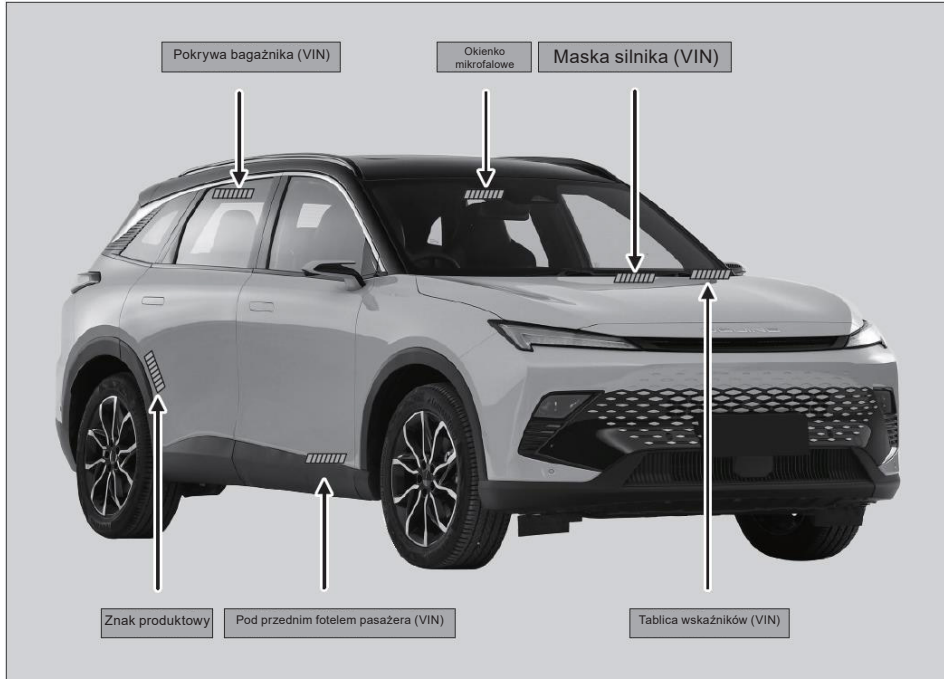 Pokrywa bagażnika (VIN)
Okienko
mikrofalowe
Maska silnika (VIN)
Znak produktowy
Pod przednim fotelem pasażera (VIN)
Tablica wskaźników (VIN)